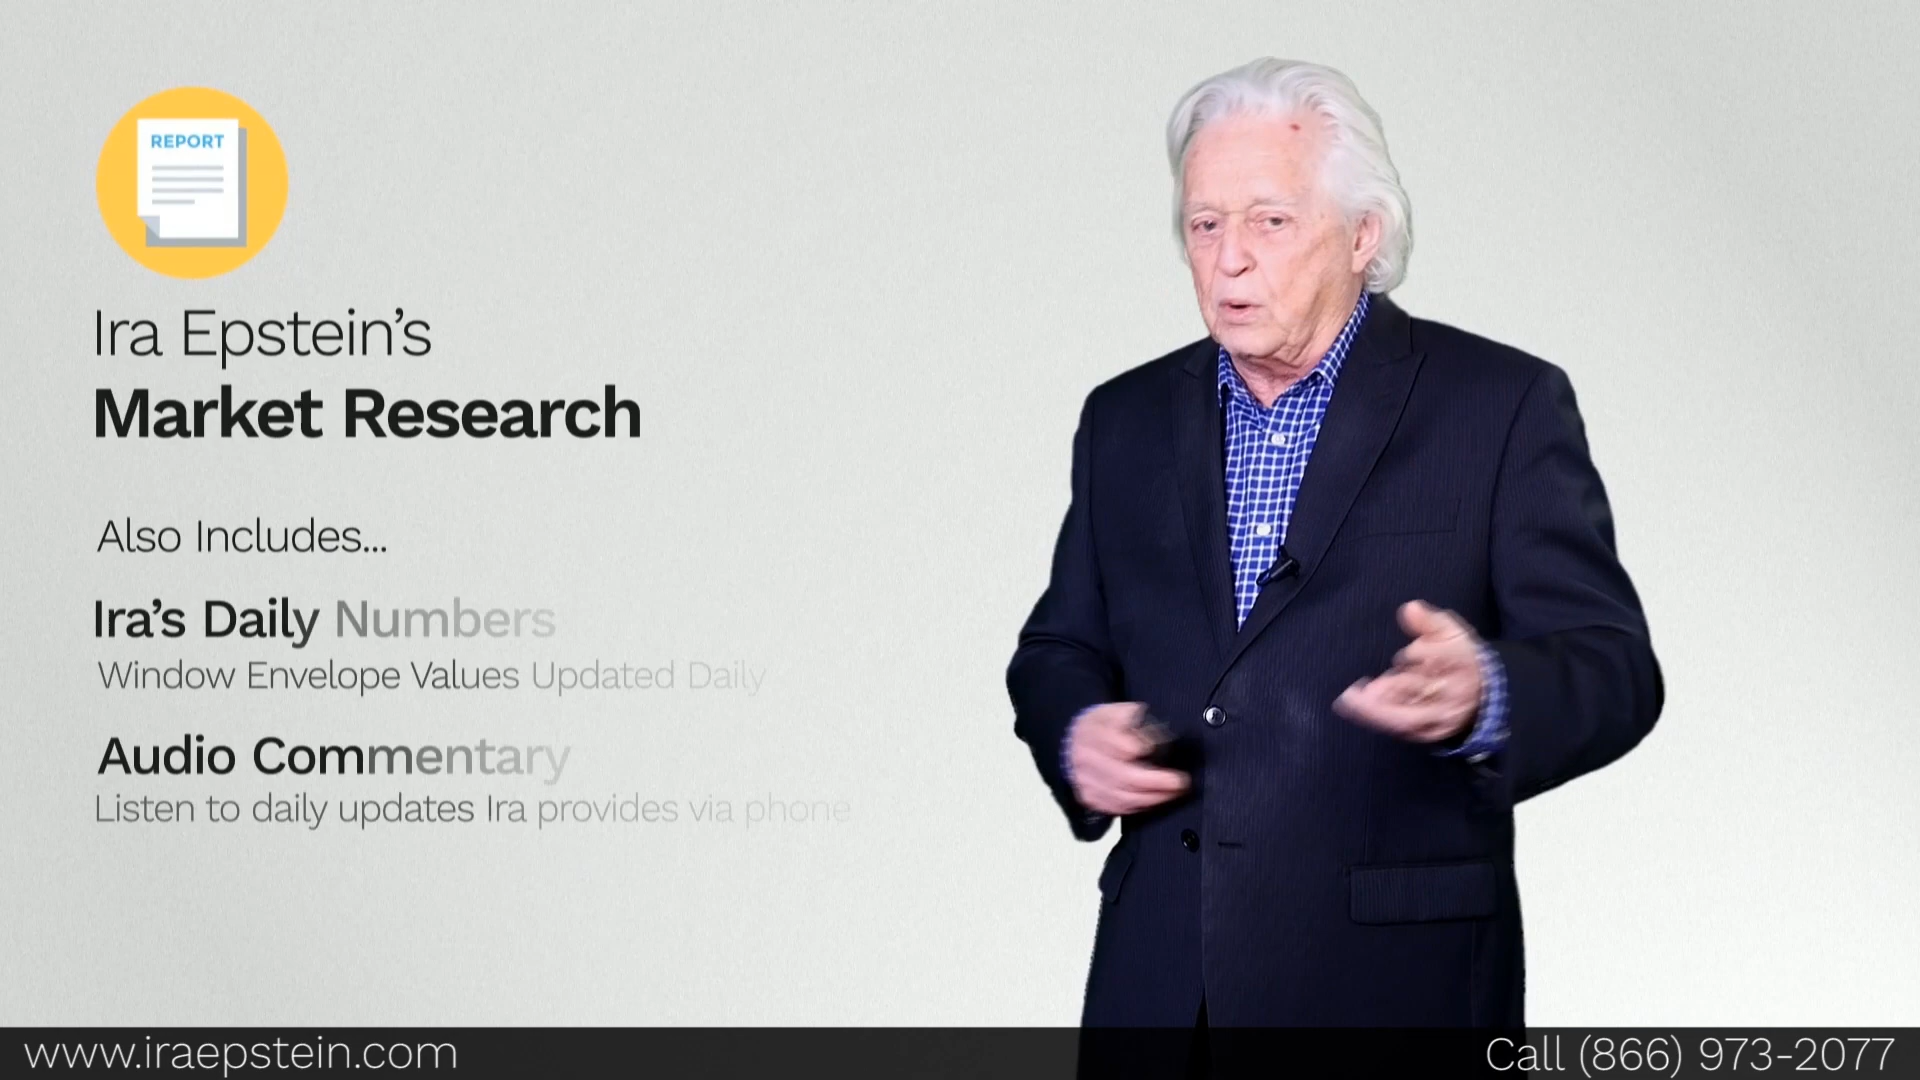 REPORT
Ira Epstein's
Market Research
Also Includes...
Ira's Daily Numbers
Window Envelope Values Updated Daily
Audio Commentary
Listen to daily updates Ira provides via phone
www.iraepstein.com
Call (866) 973-2077